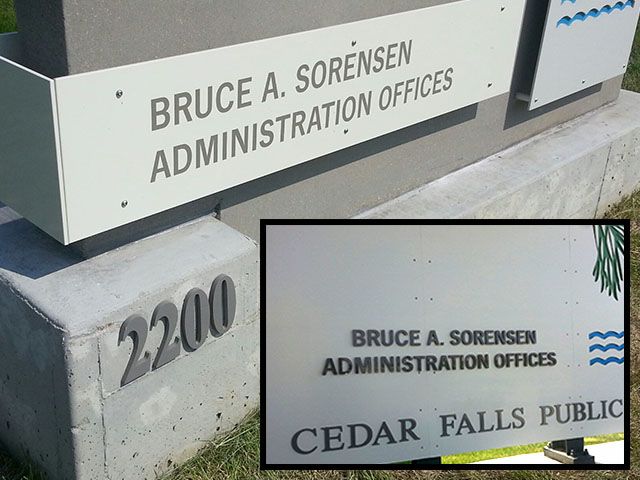 BRUCE A. SORENSEN
ADMINISTRATION OFFICES
2200
BRUCE A. SORENSEN
ADMINISTRATION OFFICES
CEDAR FALLS PUBLIC